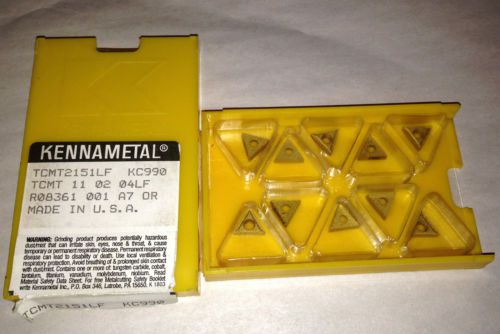 KENNAMETAL®
TCMT2151LF KC990
TCMT 11 02 04LF
R08361 001 A7 OR
MADE IN U.S.A.
WARNING: Grinding product produces potentially hazardous
dust/mist that can irritate skin, eyes, nose & throat, & cause
temporary or permanent respiratory disease. Permanent respiratory
disease can lead to disability or death. Use local ventilation &
respiratory protection. Avoid breathing of & prolonged skin contact
with dust/mist. Contains one or more of tungsten carbide, cobalt,
tantalum, titanium, vanadium, molybdenum, niobium. Read
Material Safety Data Sheet. For free Metalcutting Safety Booklet
write Kennametal Inc., P.O. Box 346, Latrobe, PA 15650. K 1803
TCMT2151LF KC990